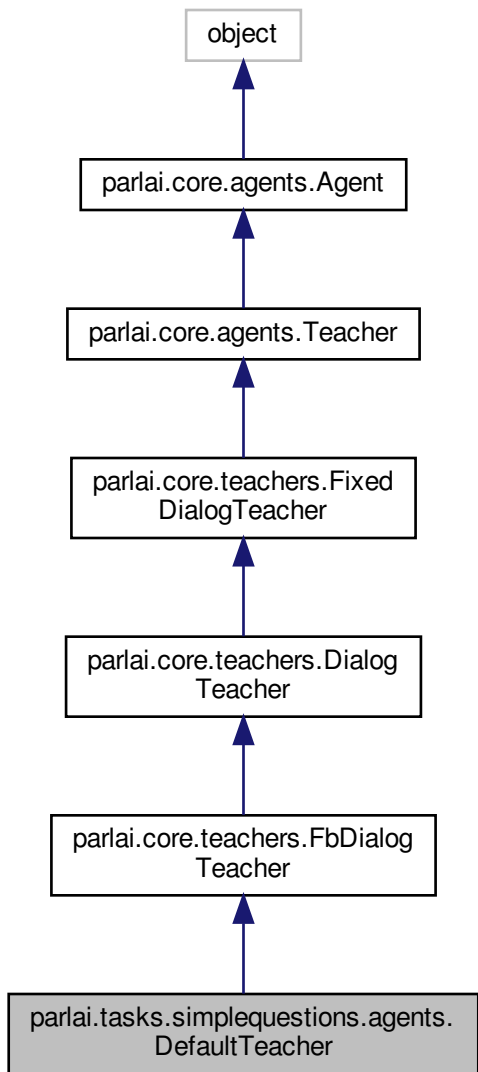 object
parlai.core.agents.Agent
parlai.core.agents.Teacher
parlai.core.teachers.Fixed
DialogTeacher
parlai.core.teachers.Dialog
Teacher
parlai.core.teachers.FbDialog
Teacher
parlai.tasks.simplequestions.agents.
DefaultTeacher